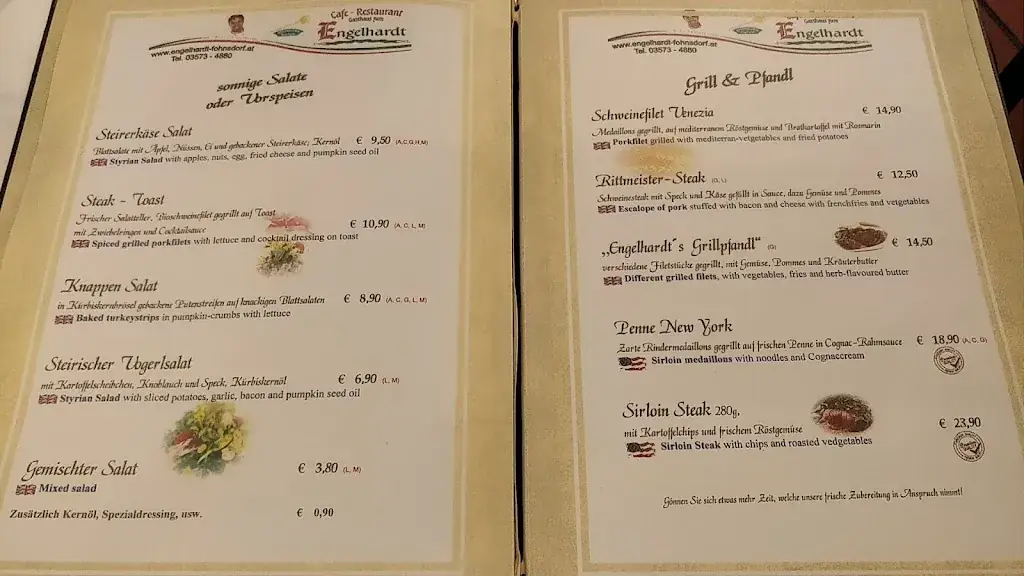 Cafe - Restaurant
Gasthaus zum
Engelhardt
www.engelhardt-fohnsdorf.at
Tel. 03573 - 4880
sonnige Salate
oder Vorspeisen
Steirerkäse Salat
Blattsalate mit Apfel, Nüssen, Ei und gebackener Steirerkäse; Kernöl € 9,50 (A,C,G,H,M)
Styrian Salad with apples, nuts, egg, fried cheese and pumpkin seed oil
Steak - Toast
Frischer Salatteller, Bioschweinefilet gegrillt auf Toast
mit Zwiebelringen und Cocktailsauce € 10,90 (A, C, L, M)
Spiced grilled porkfilets with lettuce and cocktail dressing on toast
Knappen Salat
in Kürbiskernbrösel gebackene Putenstreifen auf knackigen Blattsalaten € 8,90 (A, C, G, L, M)
Baked turkeystrips in pumpkin-crumbs with lettuce
Steirischer Vogerlsalat
mit Kartoffelscheibchen, Knoblauch und Speck, Kürbiskernöl € 6,90 (L, M)
Styrian Salad with sliced potatoes, garlic, bacon and pumpkin seed oil
Gemischter Salat € 3,80 (L, M)
Mixed salad
Zusätzlich Kernöl, Spezialdressing, usw. € 0,90
Gasthaus zum
Engelhardt
www.engelhardt-fohnsdorf.at
Tel. 03573 - 4880
Grill & Pfandl
Schweinefilet Venezia € 14,90
Medaillons gegrillt, auf mediterranem Röstgemüse und Bratkartoffel mit Rosmarin
Porkfilet grilled with mediterran-vetgetables and fried potatoes
Rittmeister-Steak (G, L) € 12,50
Schweinesteak mit Speck und Käse gefüllt in Sauce, dazu Gemüse und Pommes
Escalope of pork stuffed with bacon and cheese with frenchfries and vetgetables
„Engelhardt´s Grillpfandl“ (G) € 14,50
verschiedene Filetstücke gegrillt, mit Gemüse, Pommes und Kräuterbutter
Different grilled filets, with vegetables, fries and herb-flavoured butter
Penne New York
Zarte Rindermedaillons gegrillt auf frischen Penne in Cognac-Rahmsauce € 18,90 (A, C, G)
Sirloin medaillons with noodles and Cognaccream
Sirloin Steak 280g,
mit Kartoffelchips und frischem Röstgemüse € 23,90
Sirloin Steak with chips and roasted vedgetables
Gönnen Sie sich etwas mehr Zeit, welche unsere frische Zubereitung in Anspruch nimmt!